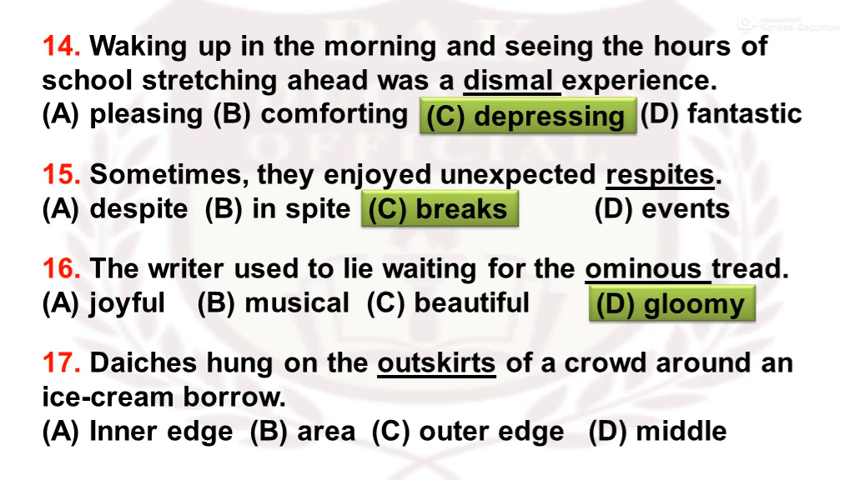 14. Waking up in the morning and seeing the hours of
school stretching ahead was a dismal experience.
(A) pleasing (B) comforting (C) depressing (D) fantastic
15. Sometimes, they enjoyed unexpected respites.
(A) despite (B) in spite (C) breaks (D) events
16. The writer used to lie waiting for the ominous tread.
(A) joyful (B) musical (C) beautiful (D) gloomy
17. Daiches hung on the outskirts of a crowd around an
ice-cream borrow.
(A) Inner edge (B) area (C) outer edge (D) middle